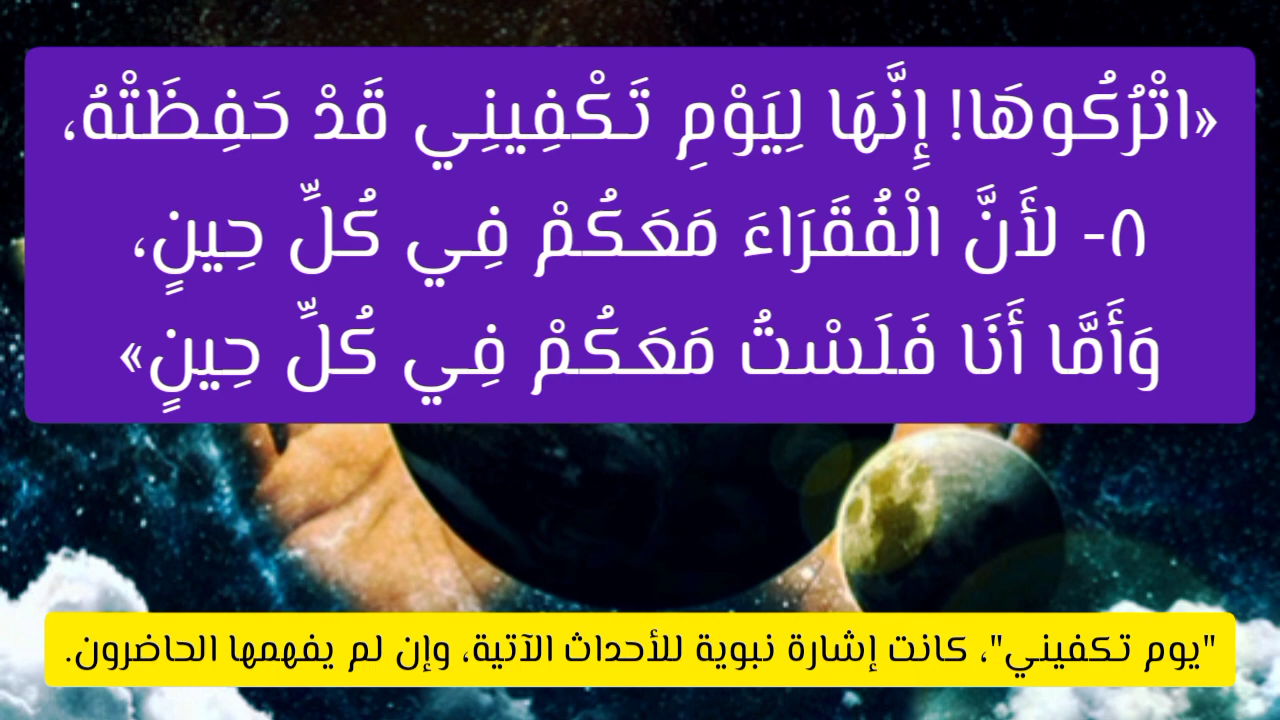 «اتْرُكُوهَا! إِنَّهَا لِيَوْمِ تَكْفِينِي قَدْ حَفِظَتْهُ،
٨- لأَنَّ الْفُقَرَاءَ مَعَكُمْ فِي كُلِّ حِينٍ،
وَأَمَّا أَنَا فَلَسْتُ مَعَكُمْ فِي كُلِّ حِينٍ»
"يوم تكفيني"، كانت إشارة نبوية للأحداث الآتية، وإن لم يفهمها الحاضرون.